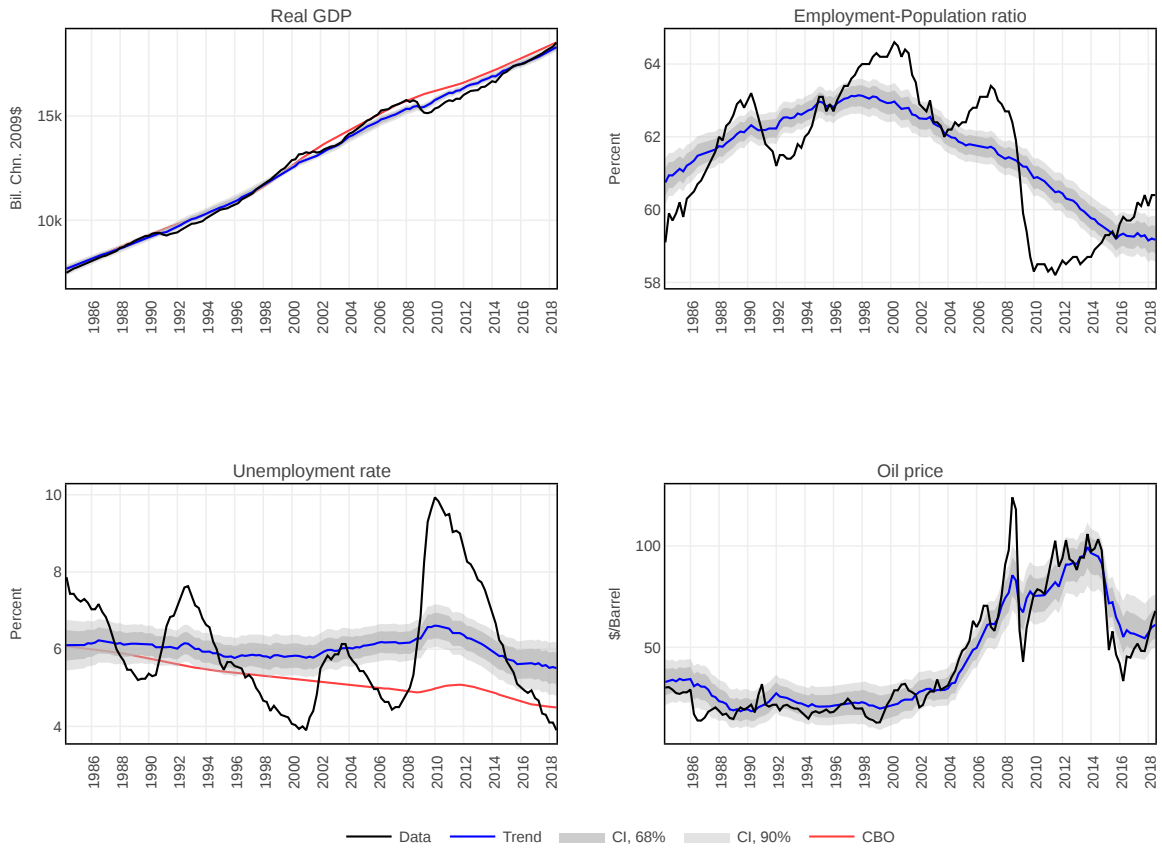 Real GDP
Bil. Chn. 2009$
15k
10k
1986 1988 1990 1992 1994 1996 1998 2000 2002 2004 2006 2008 2010 2012 2014 2016 2018
Employment-Population ratio
Percent
64
62
60
58
1986 1988 1990 1992 1994 1996 1998 2000 2002 2004 2006 2008 2010 2012 2014 2016 2018
Unemployment rate
Percent
10
8
6
4
1986 1988 1990 1992 1994 1996 1998 2000 2002 2004 2006 2008 2010 2012 2014 2016 2018
Oil price
$/Barrel
100
50
1986 1988 1990 1992 1994 1996 1998 2000 2002 2004 2006 2008 2010 2012 2014 2016 2018
Data Trend CI, 68% CI, 90% CBO